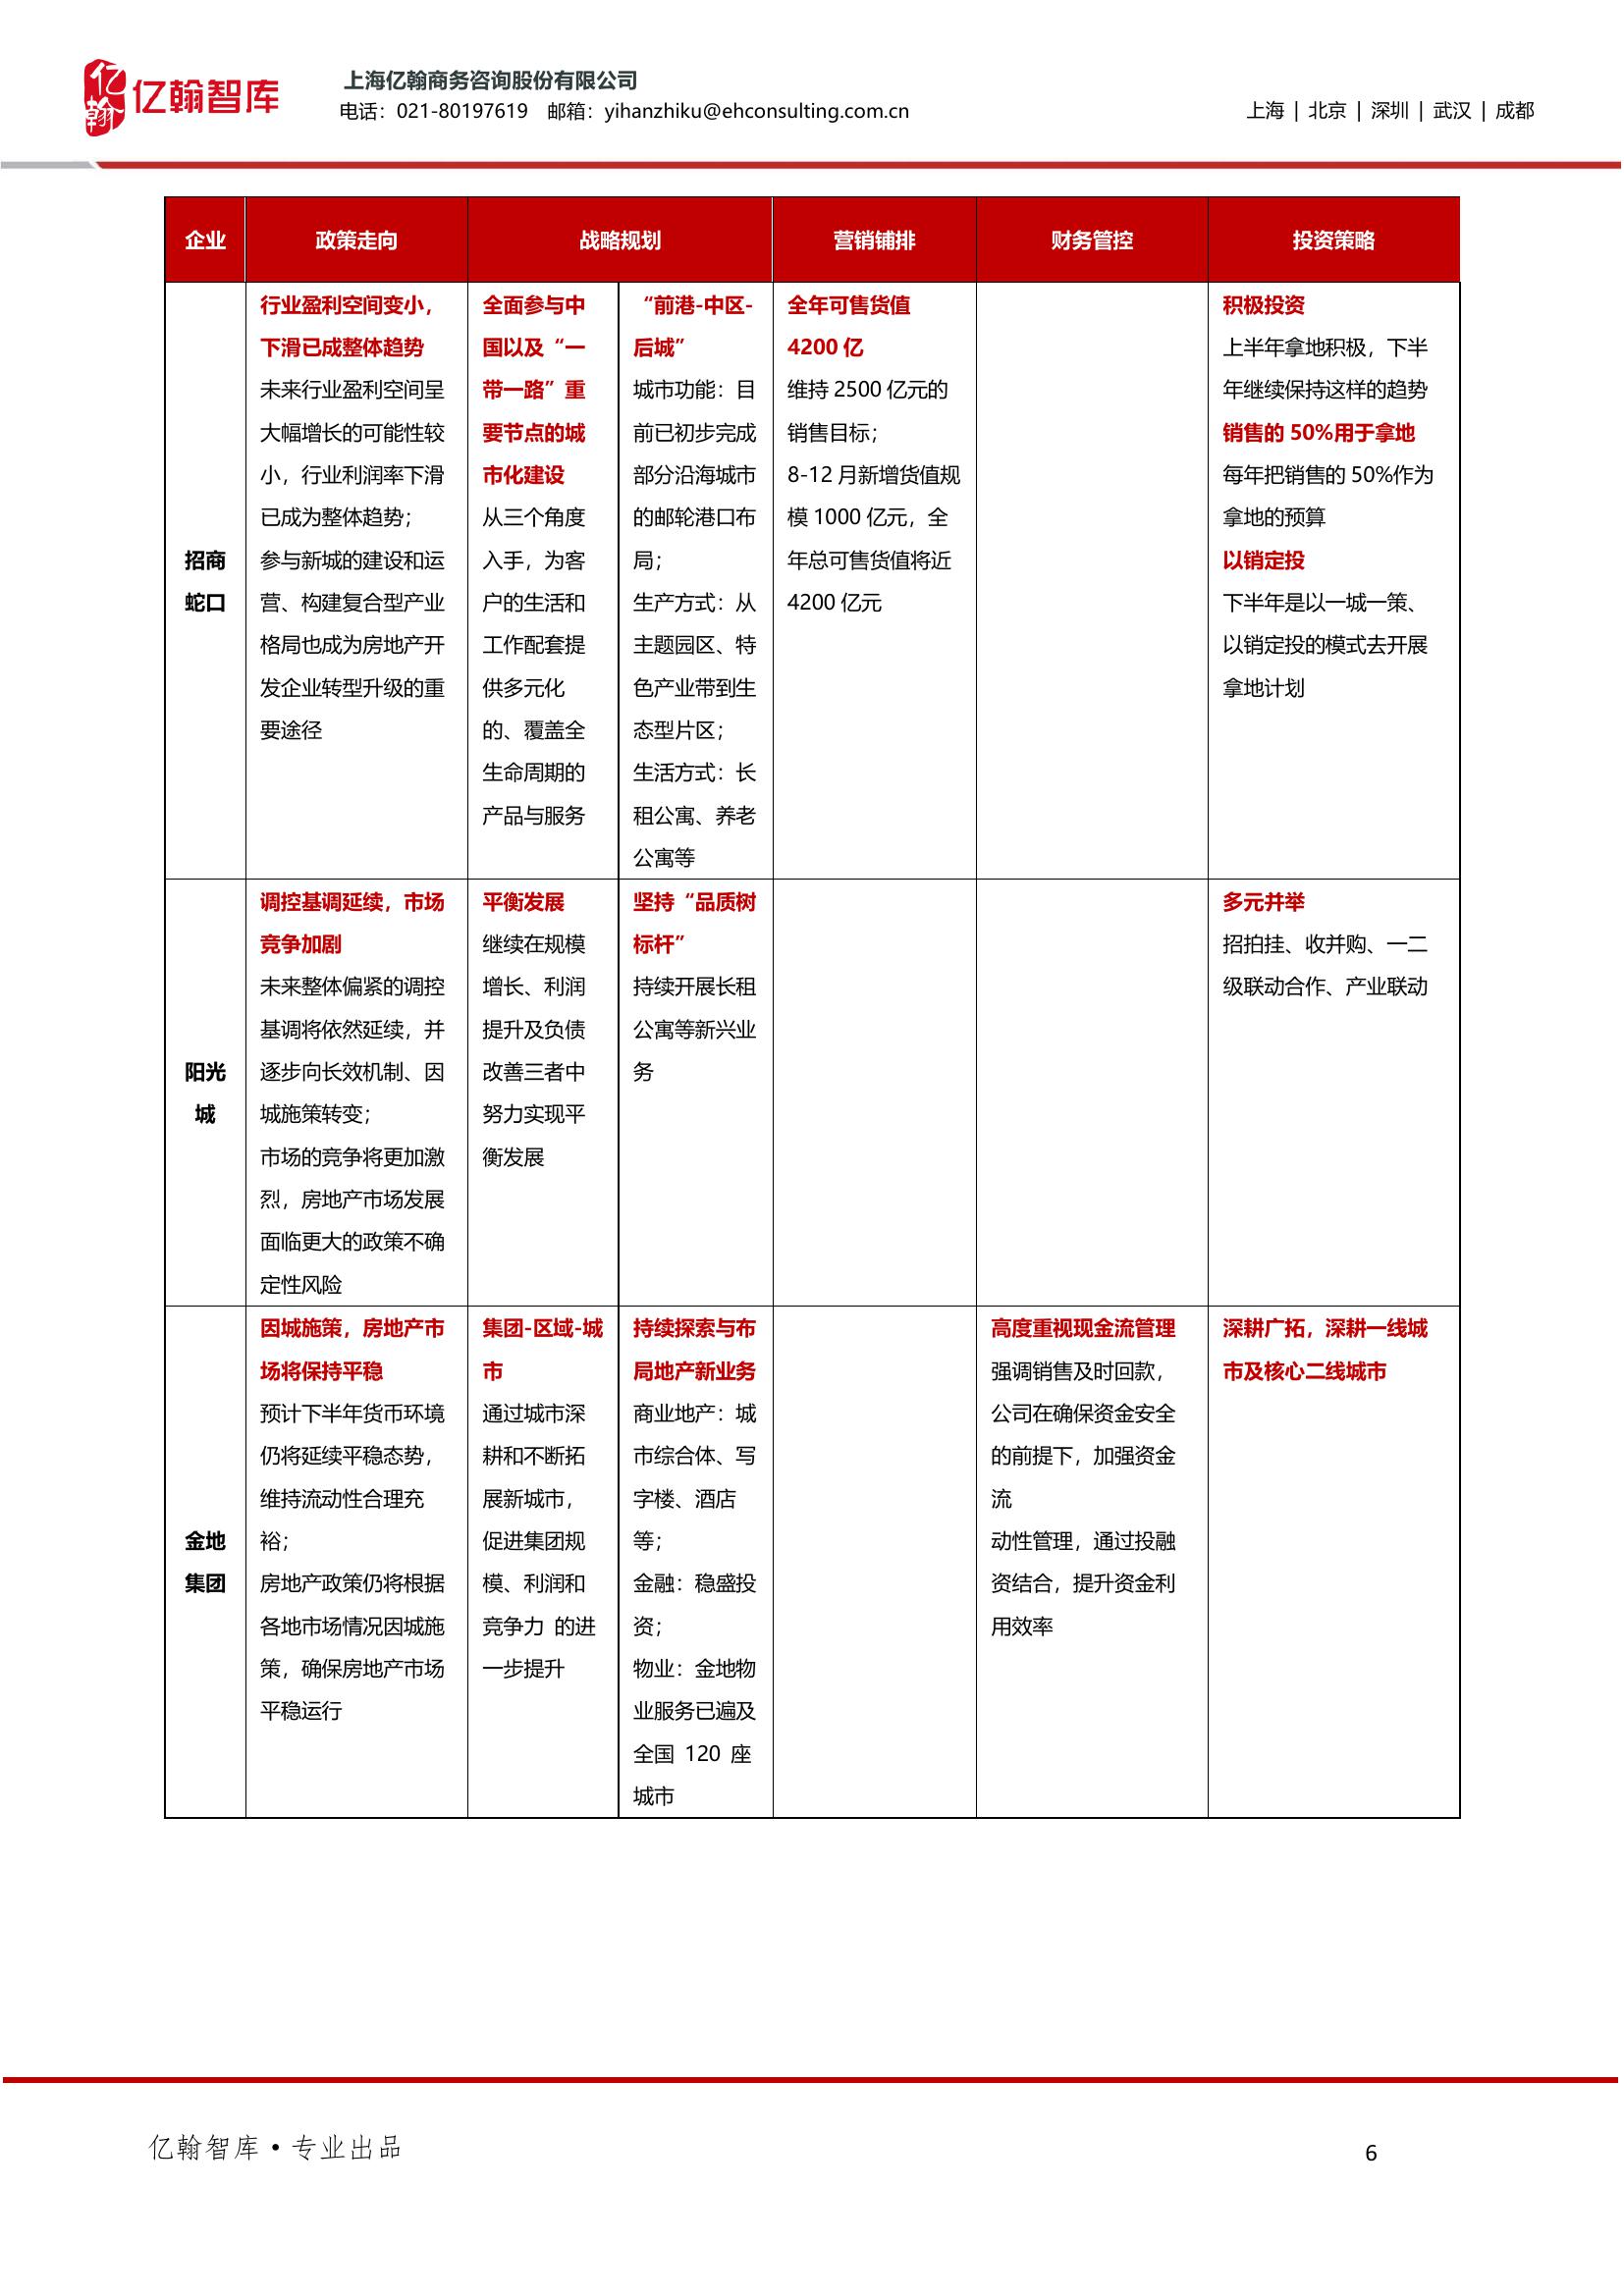 亿翰
亿翰智库
上海亿翰商务咨询股份有限公司
电话：021-80197619 邮箱：yihanzhiku@ehconsulting.com.cn
上海 | 北京 | 深圳 | 武汉 | 成都
企业
政策走向
战略规划
营销铺排
财务管控
投资策略
招商
蛇口
行业盈利空间变小，
下滑已成整体趋势
未来行业盈利空间呈
大幅增长的可能性较
小，行业利润率下滑
已成为整体趋势；
参与新城的建设和运
营、构建复合型产业
格局也成为房地产开
发企业转型升级的重
要途径
全面参与中
国以及“一
带一路”重
要节点的城
市化建设
从三个角度
入手，为客
户的生活和
工作配套提
供多元化
的、覆盖全
生命周期的
产品与服务
“前港-中区-
后城”
城市功能：目
前已初步完成
部分沿海城市
的邮轮港口布
局；
生产方式：从
主题园区、特
色产业带到生
态型片区；
生活方式：长
租公寓、养老
公寓等
全年可售货值
4200 亿
维持 2500 亿元的
销售目标；
8-12 月新增货值规
模 1000 亿元，全
年总可售货值将近
4200 亿元
积极投资
上半年拿地积极，下半
年继续保持这样的趋势
销售的 50%用于拿地
每年把销售的 50%作为
拿地的预算
以销定投
下半年是以一城一策、
以销定投的模式去开展
拿地计划
阳光
城
调控基调延续，市场
竞争加剧
未来整体偏紧的调控
基调将依然延续，并
逐步向长效机制、因
城施策转变；
市场的竞争将更加激
烈，房地产市场发展
面临更大的政策不确
定性风险
平衡发展
继续在规模
增长、利润
提升及负债
改善三者中
努力实现平
衡发展
坚持“品质树
标杆”
持续开展长租
公寓等新兴业
务
多元并举
招拍挂、收并购、一二
级联动合作、产业联动
金地
集团
因城施策，房地产市
场将保持平稳
预计下半年货币环境
仍将延续平稳态势，
维持流动性合理充
裕；
房地产政策仍将根据
各地市场情况因城施
策，确保房地产市场
平稳运行
集团-区域-城
市
通过城市深
耕和不断拓
展新城市，
促进集团规
模、利润和
竞争力 的进
一步提升
持续探索与布
局地产新业务
商业地产：城
市综合体、写
字楼、酒店
等；
金融：稳盛投
资；
物业：金地物
业服务已遍及
全国 120 座
城市
高度重视现金流管理
强调销售及时回款，
公司在确保资金安全
的前提下，加强资金
流
动性管理，通过投融
资结合，提升资金利
用效率
深耕广拓，深耕一线城
市及核心二线城市
亿翰智库·专业出品
6